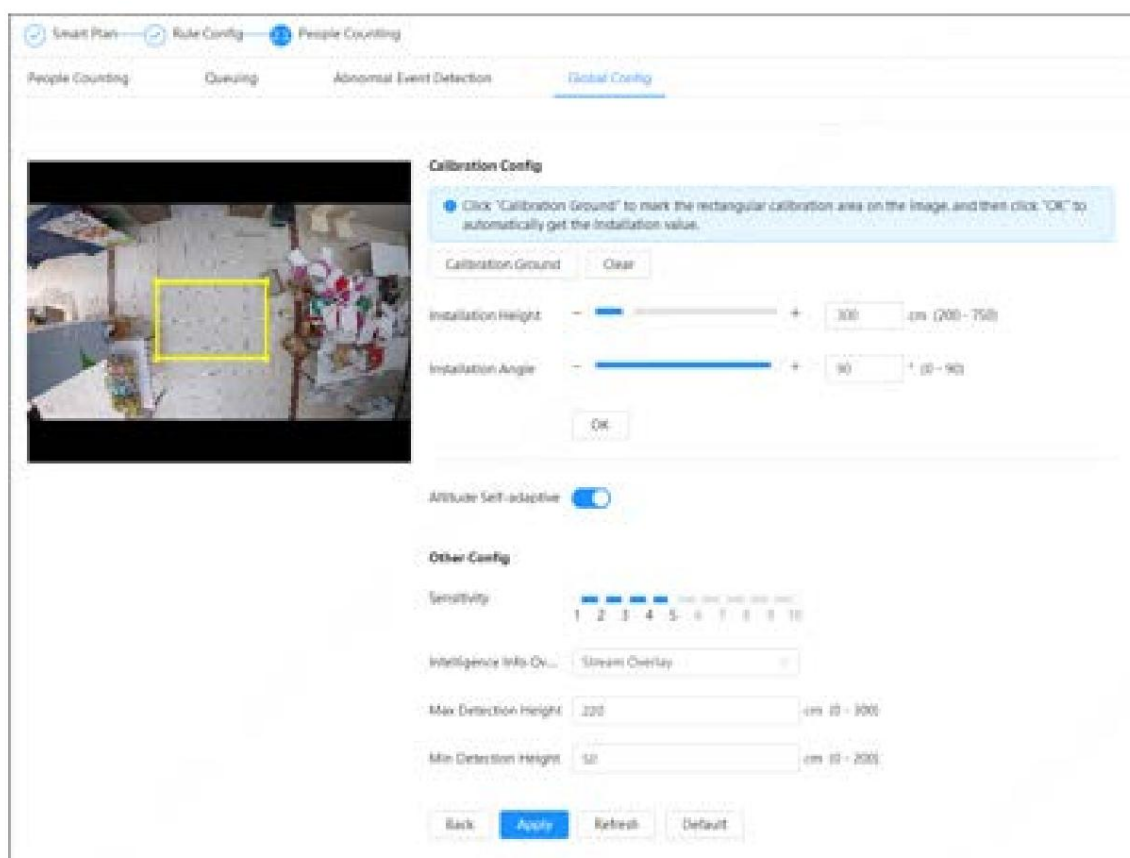 Smart Plan Rule Config People Counting
People Counting Queuing Abnormal Event Detection Global Config
Calibration Config
Click "Calibration Ground" to mark the rectangular calibration area on the image, and then click "OK" to
automatically get the installation value.
Calibration Ground Clear
Installation Height - + 300 cm (200 - 750)
Installation Angle - + 90 ° (0 - 90)
OK
Altitude Self-adaptive
Other Config
Sensitivity
1 2 3 4 5 6 7 8 9 10
Intelligence Info Ov... Stream Overlay
Max Detection Height 220 cm (0 - 300)
Min Detection Height 50 cm (0 - 200)
Back Apply Refresh Default